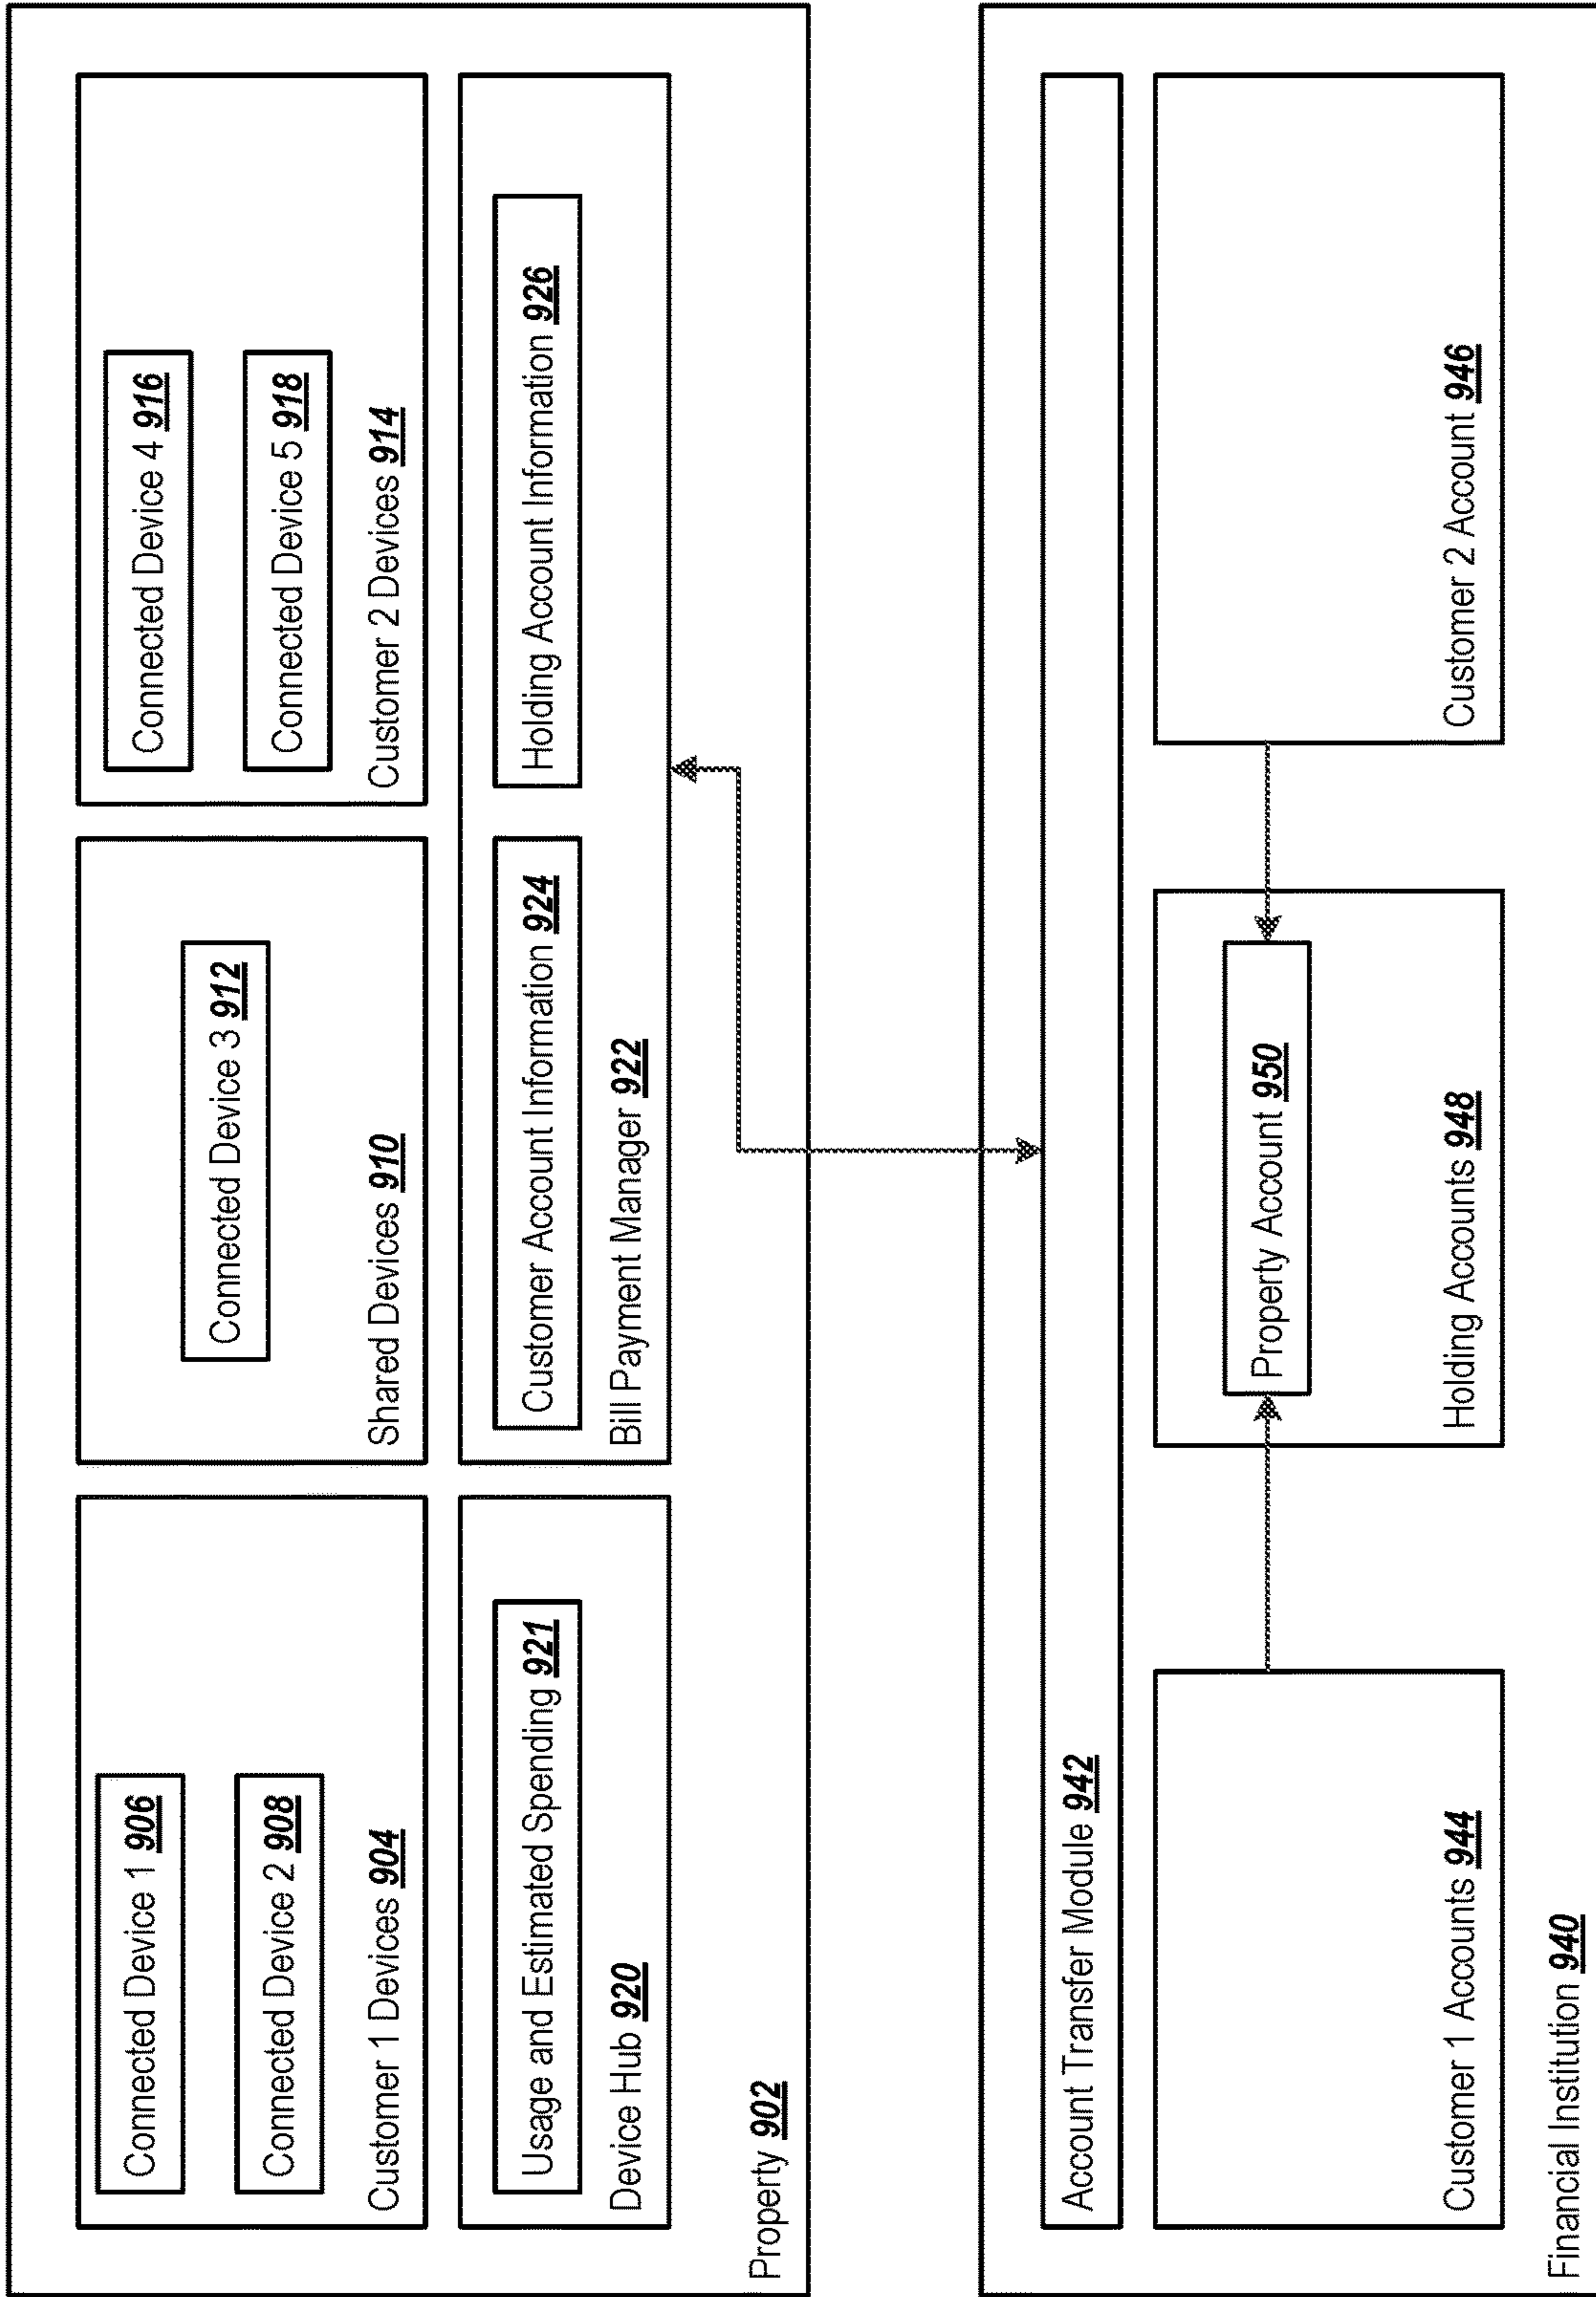 Connected Device 1 906
Connected Device 2 908
Customer 1 Devices 904
Connected Device 3 912
Shared Devices 910
Connected Device 4 916
Connected Device 5 918
Customer 2 Devices 914
Usage and Estimated Spending 921
Device Hub 920
Customer Account Information 924
Holding Account Information 926
Bill Payment Manager 922
Property 902
Account Transfer Module 942
Customer 1 Accounts 944
Property Account 950
Holding Accounts 948
Customer 2 Account 946
Financial Institution 940